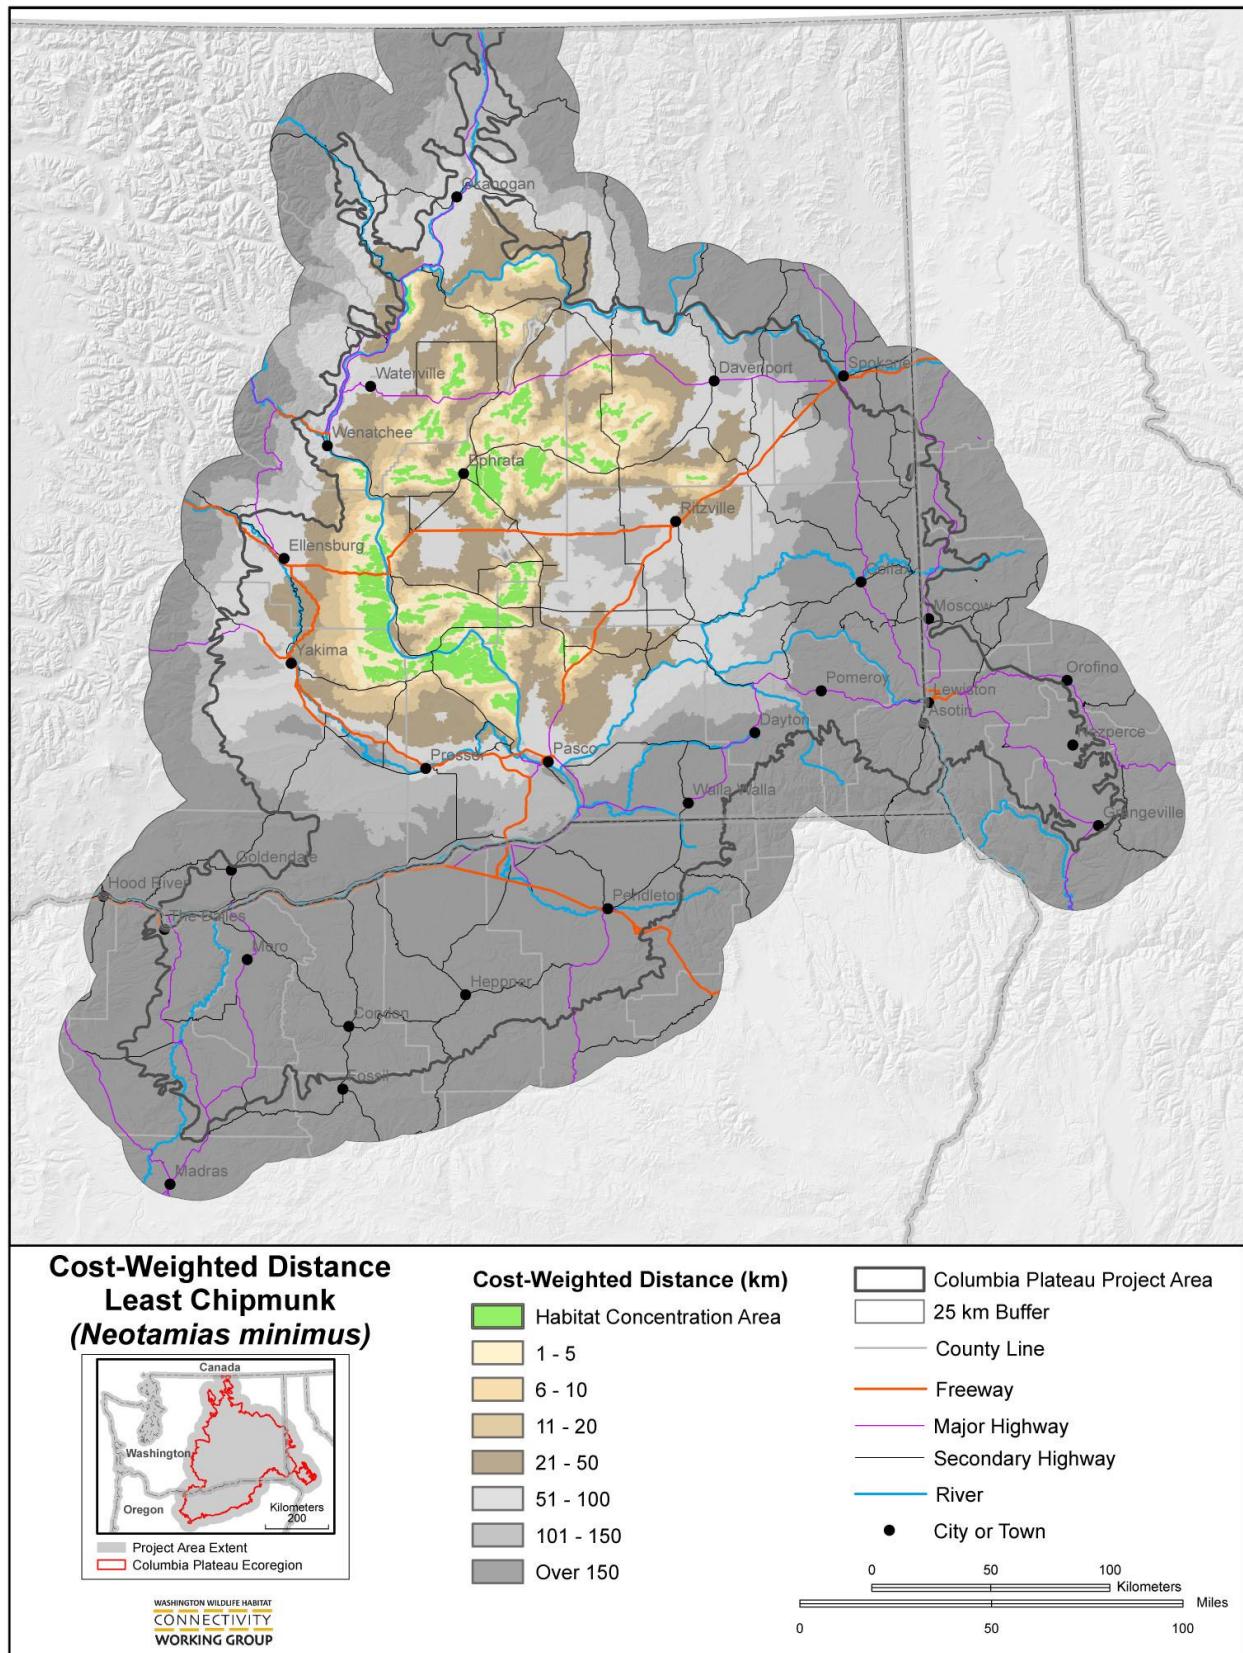 Okanogan
Spokane
Davenport
Waterville
Wenatchee
Ephrata
Ritzville
Ellensburg
Colfax
Moscow
Yakima
Orofino
Pomeroy
Lewiston
Asotin
Dayton
Nezperce
Pasco
Prosser
Walla Walla
Grangeville
Goldendale
Hood River
Pendleton
The Dalles
Moro
Heppner
Condon
Fossil
Madras
Cost-Weighted Distance
Least Chipmunk
(Neotamias minimus)
Canada
Washington
Oregon
Kilometers
200
Project Area Extent
Columbia Plateau Ecoregion
WASHINGTON WILDLIFE HABITAT
CONNECTIVITY
WORKING GROUP
Cost-Weighted Distance (km)
Habitat Concentration Area
1 - 5
6 - 10
11 - 20
21 - 50
51 - 100
101 - 150
Over 150
Columbia Plateau Project Area
25 km Buffer
County Line
Freeway
Major Highway
Secondary Highway
River
City or Town
0 50 100
Kilometers
Miles
0 50 100